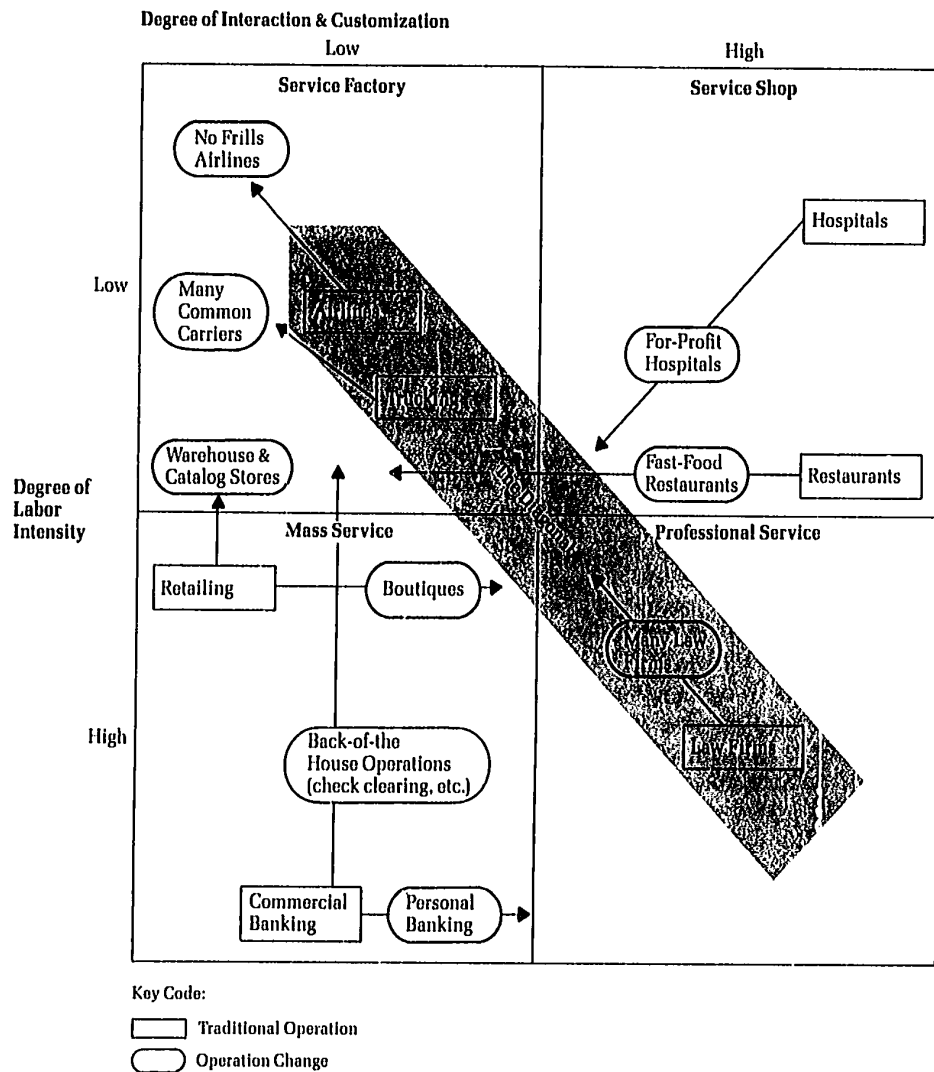 Degree of Interaction & Customization
Low
High
Service Factory
Service Shop
No Frills
Airlines
Hospitals
Low
Many
Common
Carriers
Airlines
For-Profit
Hospitals
Trucking
Warehouse &
Catalog Stores
Fast-Food
Restaurants
Restaurants
Degree of
Labor
Intensity
Mass Service
Professional Service
Retailing
Boutiques
Many Law
Firms
High
Back-of-the
House Operations
(check clearing, etc.)
Law Firms
Commercial
Banking
Personal
Banking
Key Code:
Traditional Operation
Operation Change